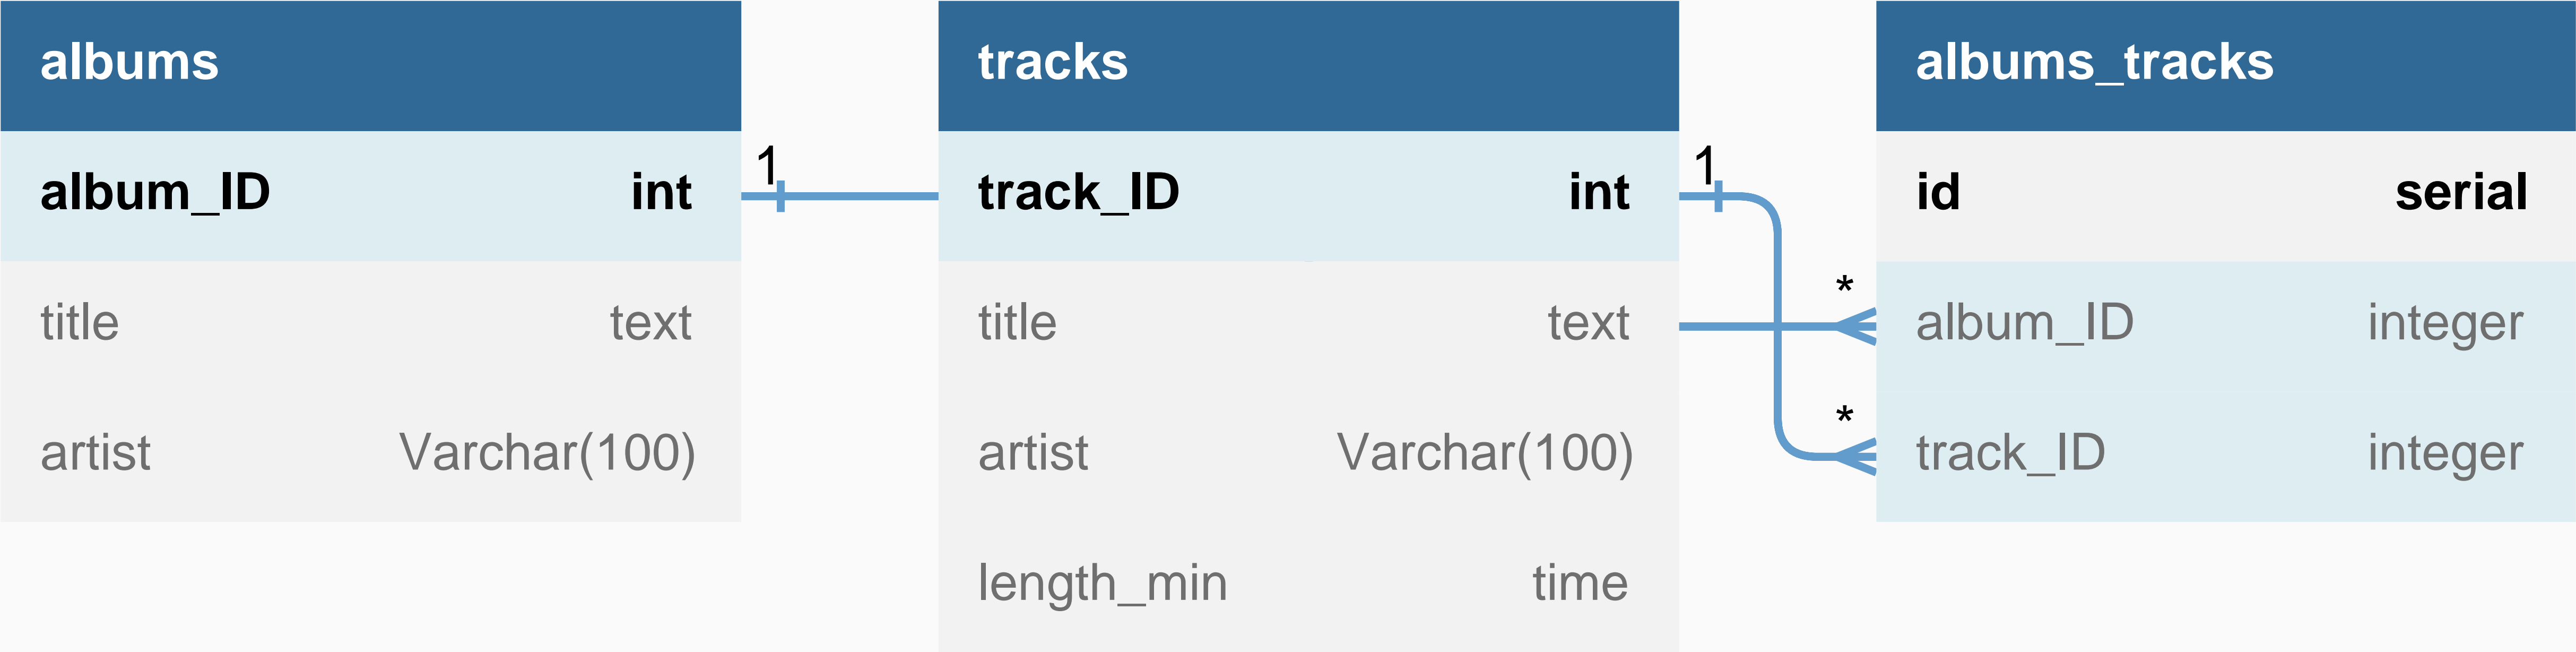 albums
album_ID int
title text
artist Varchar(100)
1
tracks
track_ID int
title text
artist Varchar(100)
length_min time
1
*
*
albums_tracks
id serial
album_ID integer
track_ID integer